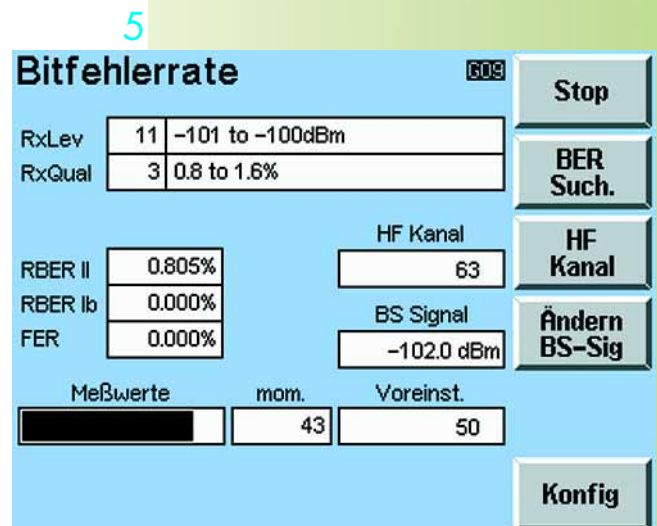 5
Bitfehlerrate G09
RxLev 11 -101 to -100dBm
RxQual 3 0.8 to 1.6%
RBER II 0.805%
RBER Ib 0.000%
FER 0.000%
HF Kanal
63
BS Signal
-102.0 dBm
Meßwerte mom. Voreinst.
43 50
Stop
BER
Such.
HF
Kanal
Ändern
BS-Sig
Konfig